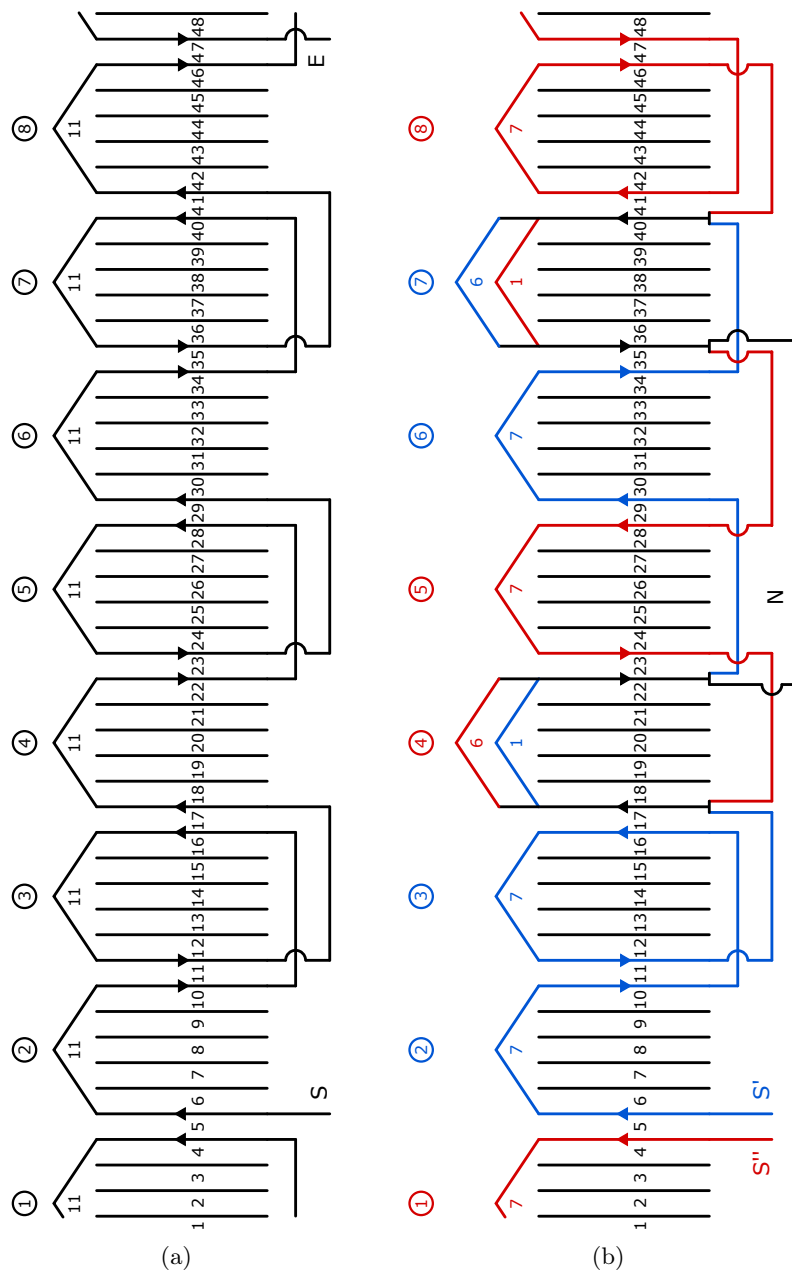 ① ② ③ ④ ⑤ ⑥ ⑦ ⑧
11 11 11 11 11 11 11 11
1 2 3 4 5 6 7 8 9 10 11 12 13 14 15 16 17 18 19 20 21 22 23 24 25 26 27 28 29 30 31 32 33 34 35 36 37 38 39 40 41 42 43 44 45 46 47 48
S E
(a)
① ② ③ ④ ⑤ ⑥ ⑦ ⑧
6 6
7 7 7 1 7 7 1 7
1 2 3 4 5 6 7 8 9 10 11 12 13 14 15 16 17 18 19 20 21 22 23 24 25 26 27 28 29 30 31 32 33 34 35 36 37 38 39 40 41 42 43 44 45 46 47 48
S'' S' N
(b)